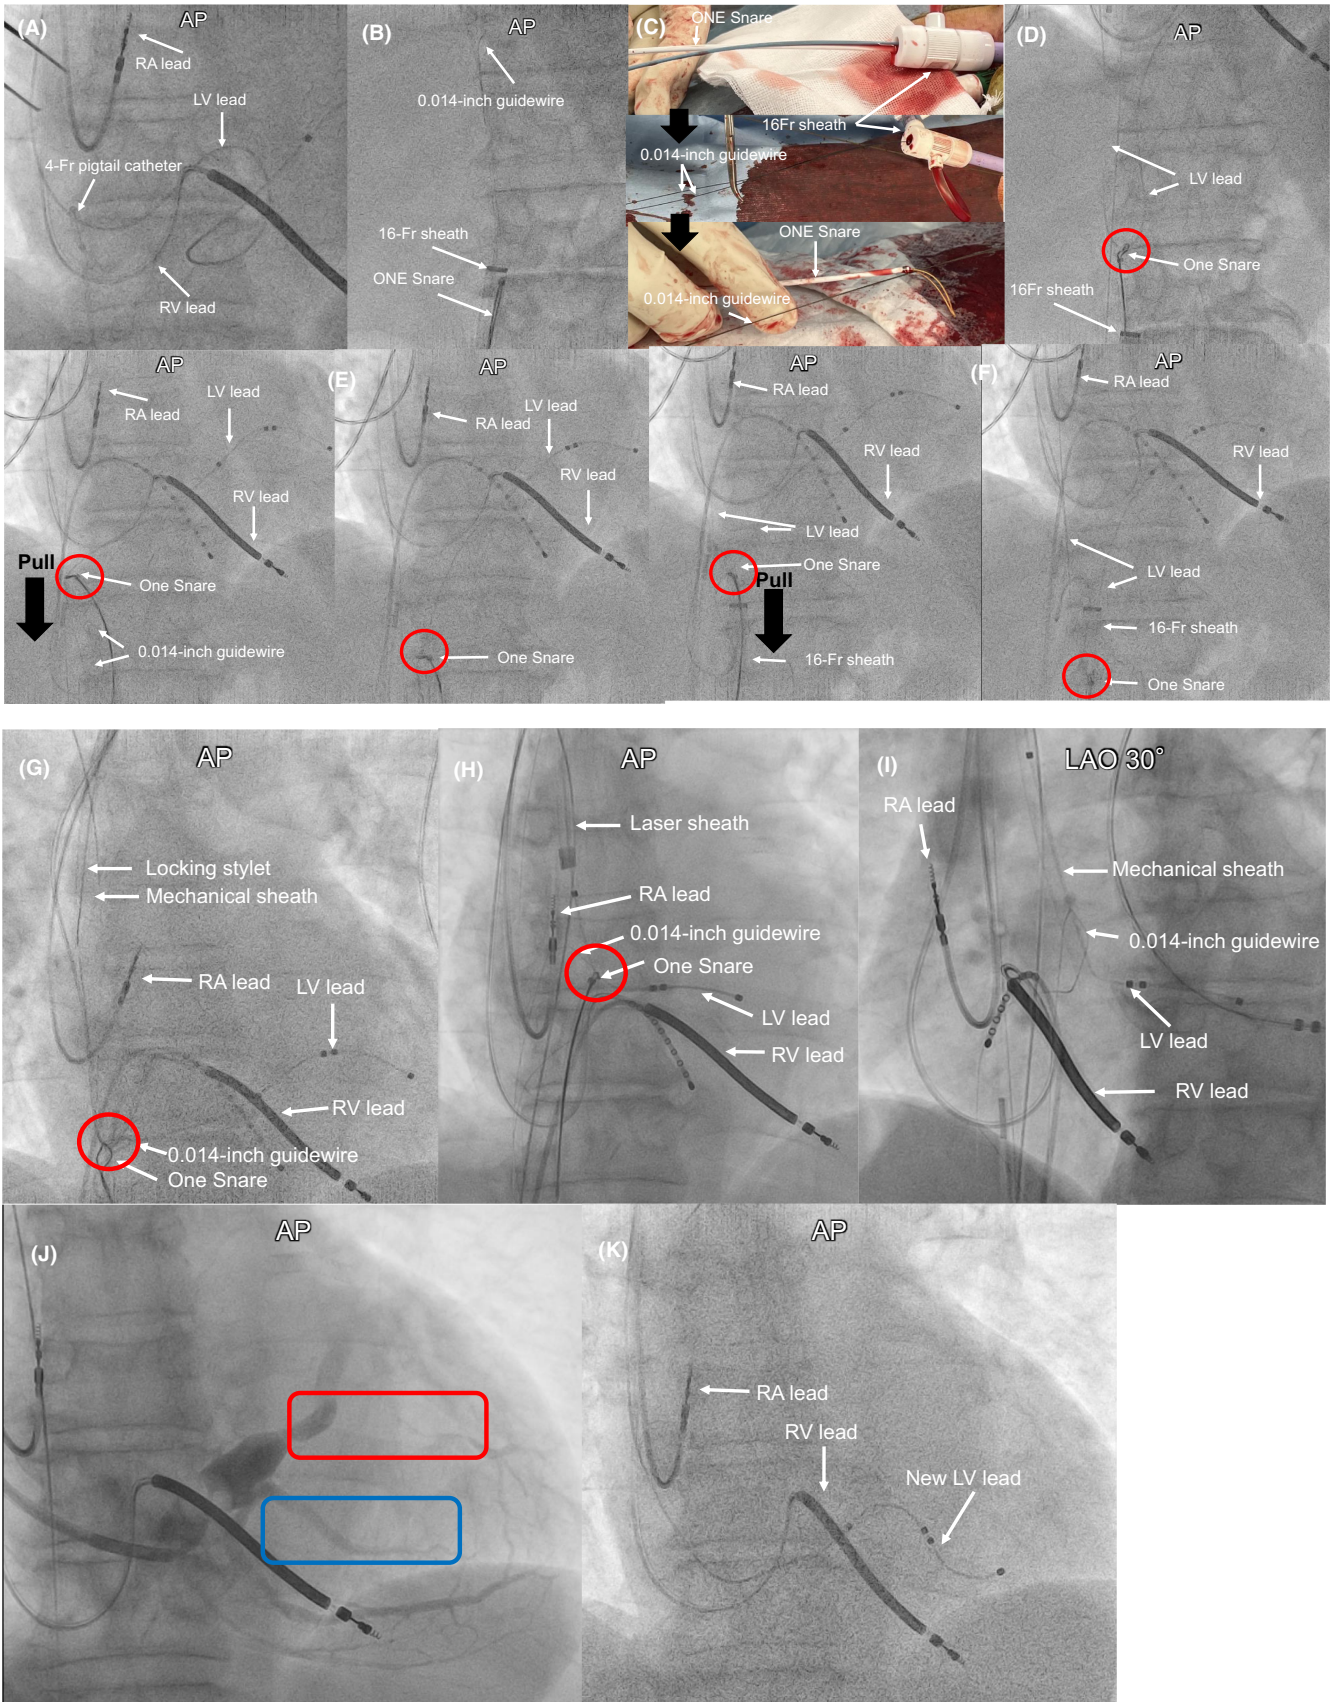 (A)
AP
RA lead
LV lead
4-Fr pigtail catheter
RV lead
(B)
AP
0.014-inch guidewire
16-Fr sheath
ONE Snare
(C)
ONE Snare
16Fr sheath
0.014-inch guidewire
ONE Snare
0.014-inch guidewire
(D)
AP
LV lead
One Snare
16Fr sheath
AP
RA lead
LV lead
RV lead
Pull
One Snare
0.014-inch guidewire
(E)
AP
RA lead
LV lead
RV lead
One Snare
AP
RA lead
RV lead
LV lead
One Snare
Pull
16-Fr sheath
(F)
AP
RA lead
RV lead
LV lead
16-Fr sheath
One Snare
(G)
AP
Locking stylet
Mechanical sheath
RA lead
LV lead
RV lead
0.014-inch guidewire
One Snare
(H)
AP
Laser sheath
RA lead
0.014-inch guidewire
One Snare
LV lead
RV lead
(I)
LAO 30°
RA lead
Mechanical sheath
0.014-inch guidewire
LV lead
RV lead
(J)
AP
(K)
AP
RA lead
RV lead
New LV lead